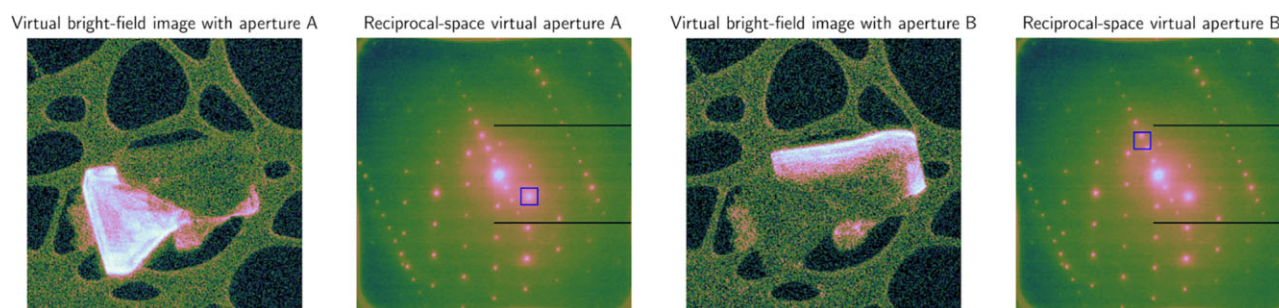 Virtual bright-field image with aperture A
Reciprocal-space virtual aperture A
Virtual bright-field image with aperture B
Reciprocal-space virtual aperture B